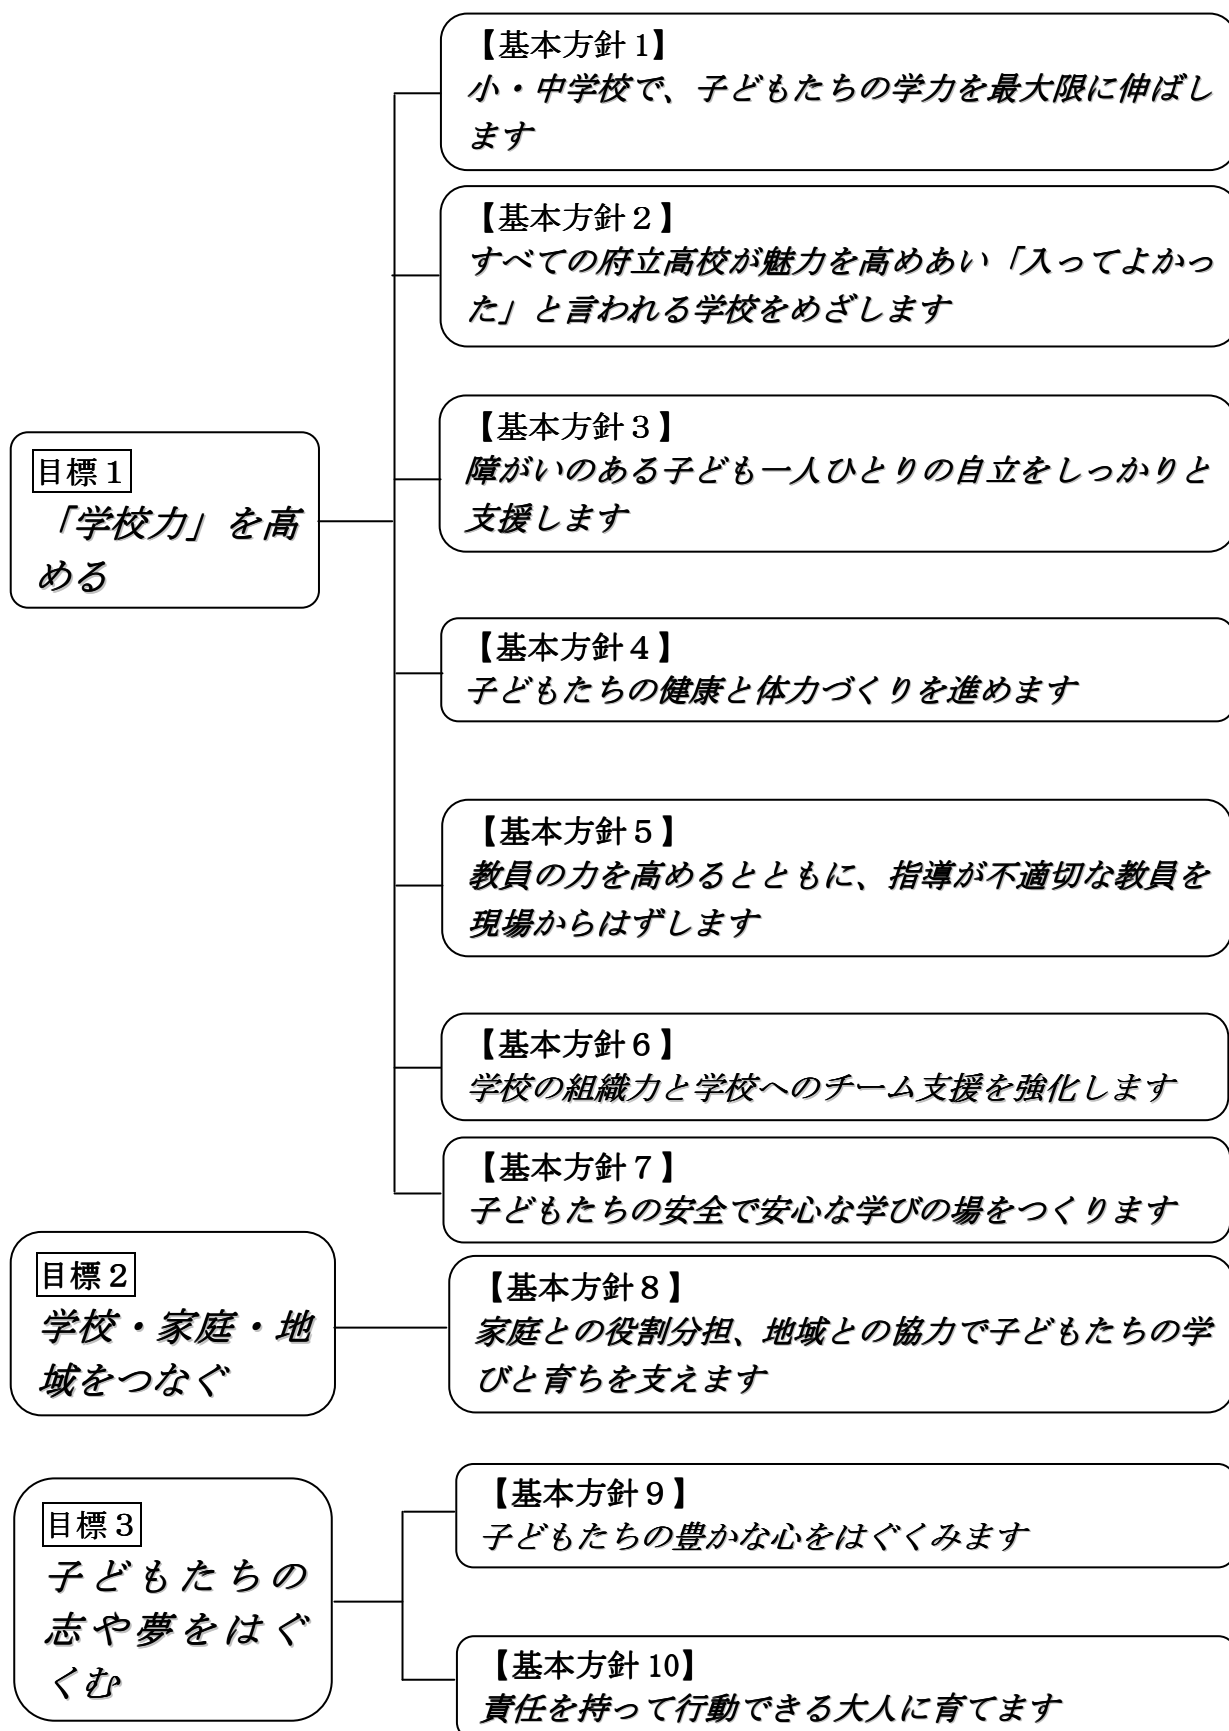 【基本方針1】
小・中学校で、子どもたちの学力を最大限に伸ばし
ます
【基本方針２】
すべての府立高校が魅力を高めあい「入ってよかっ
た」と言われる学校をめざします
【基本方針３】
障がいのある子ども一人ひとりの自立をしっかりと
支援します
目標１
「学校力」を高
める
【基本方針４】
子どもたちの健康と体力づくりを進めます
【基本方針５】
教員の力を高めるとともに、指導が不適切な教員を
現場からはずします
【基本方針６】
学校の組織力と学校へのチーム支援を強化します
【基本方針７】
子どもたちの安全で安心な学びの場をつくります
目標２
学校・家庭・地
域をつなぐ
【基本方針８】
家庭との役割分担、地域との協力で子どもたちの学
びと育ちを支えます
目標３
子どもたちの
志や夢をはぐ
くむ
【基本方針９】
子どもたちの豊かな心をはぐくみます
【基本方針 10】
責任を持って行動できる大人に育てます